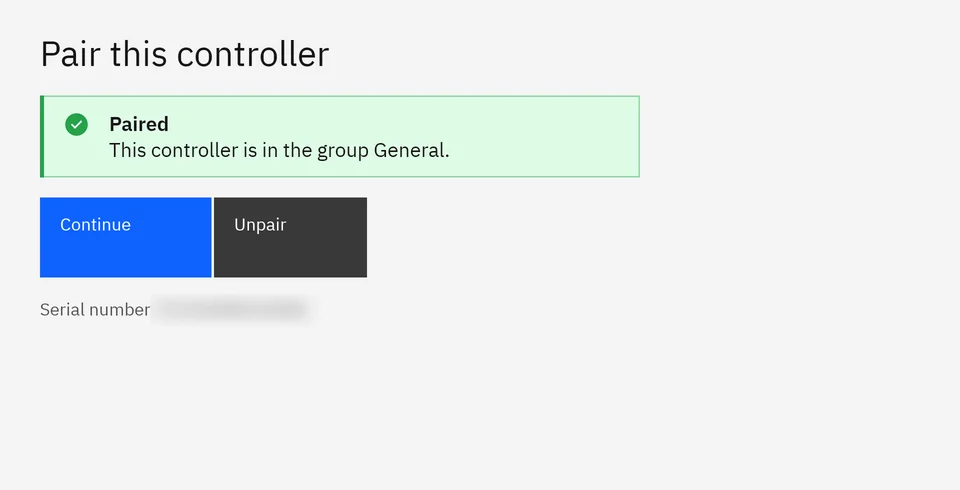 Pair this controller
Paired
This controller is in the group General.
Continue
Unpair
Serial number